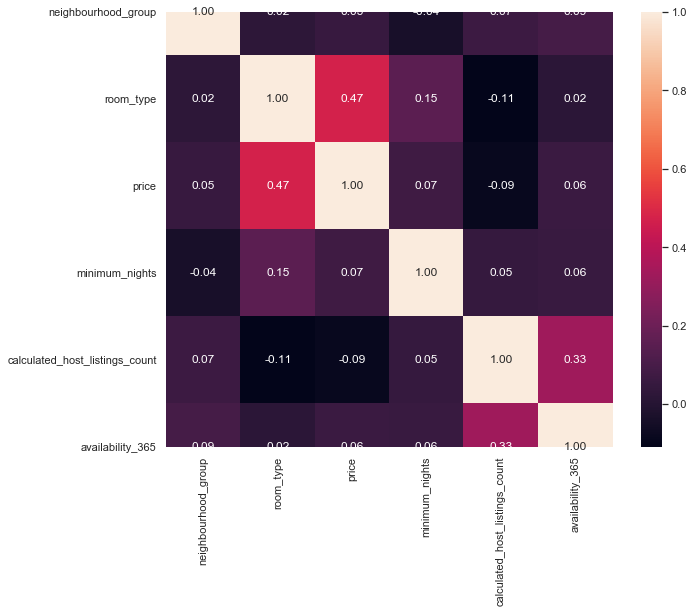 neighbourhood_group 1.00 0.02 0.05 -0.04 0.07 0.09
room_type 0.02 1.00 0.47 0.15 -0.11 0.02
price 0.05 0.47 1.00 0.07 -0.09 0.06
minimum_nights -0.04 0.15 0.07 1.00 0.05 0.06
calculated_host_listings_count 0.07 -0.11 -0.09 0.05 1.00 0.33
availability_365 0.09 0.02 0.06 0.06 0.33 1.00
neighbourhood_group
room_type
price
minimum_nights
calculated_host_listings_count
availability_365
1.0
0.8
0.6
0.4
0.2
0.0